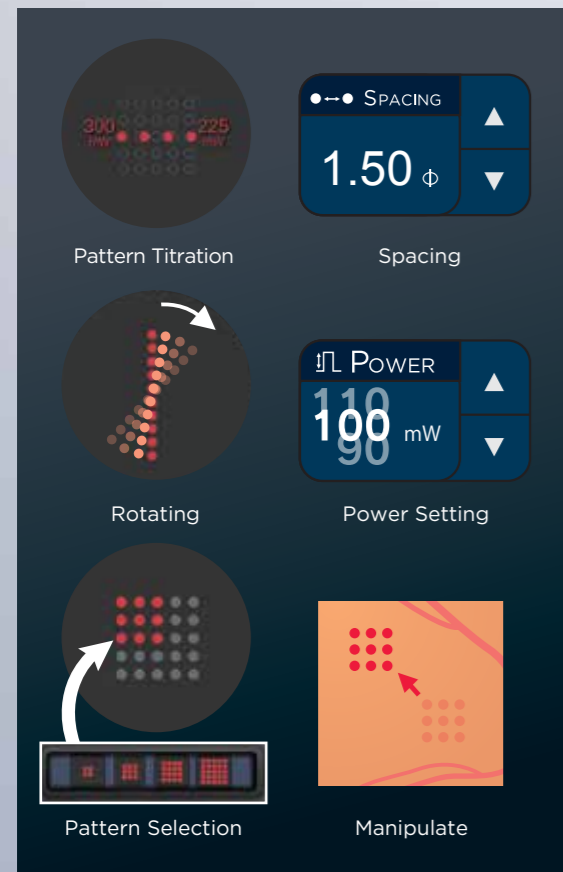 300 mW
225 mW
Pattern Titration
SPACING
1.50 Φ
Spacing
Rotating
POWER
110
100 mW
90
Power Setting
Pattern Selection
Manipulate